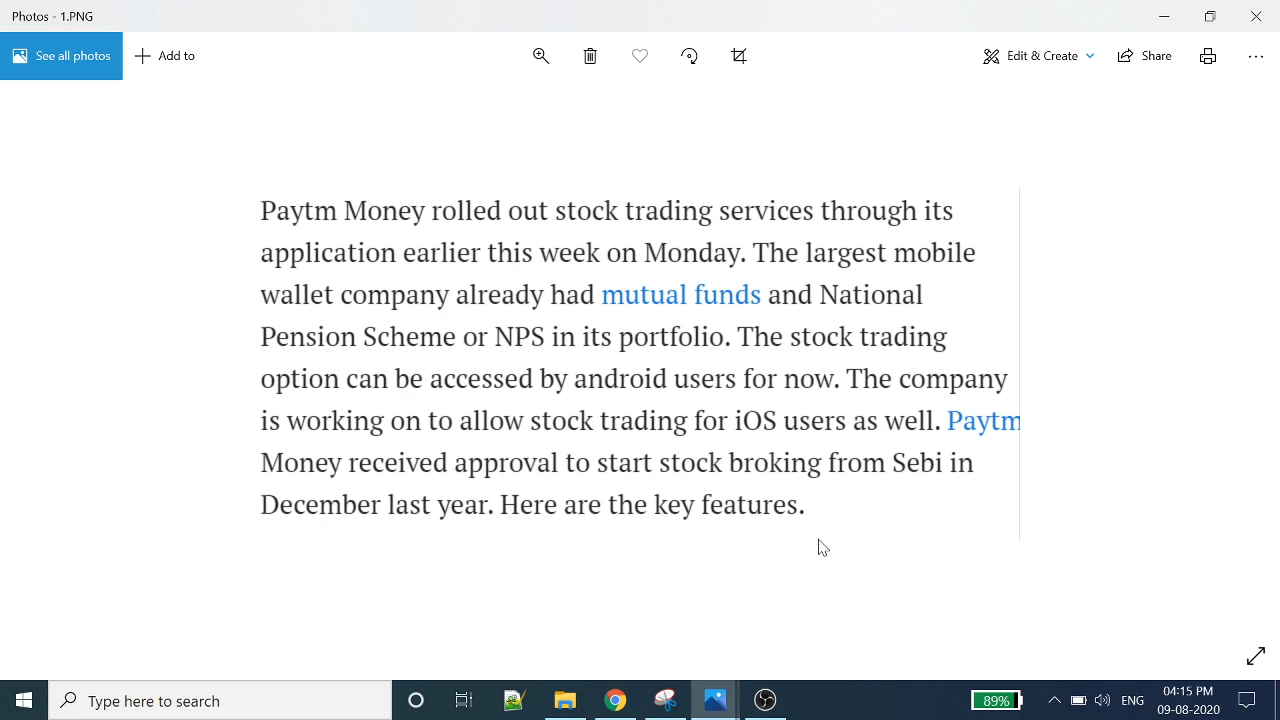 Photos - 1.PNG
See all photos
Add to
Edit & Create
Share
Paytm Money rolled out stock trading services through its
application earlier this week on Monday. The largest mobile
wallet company already had mutual funds and National
Pension Scheme or NPS in its portfolio. The stock trading
option can be accessed by android users for now. The company
is working on to allow stock trading for iOS users as well. Paytm
Money received approval to start stock broking from Sebi in
December last year. Here are the key features.
Type here to search
89%
ENG
04:15 PM
09-08-2020